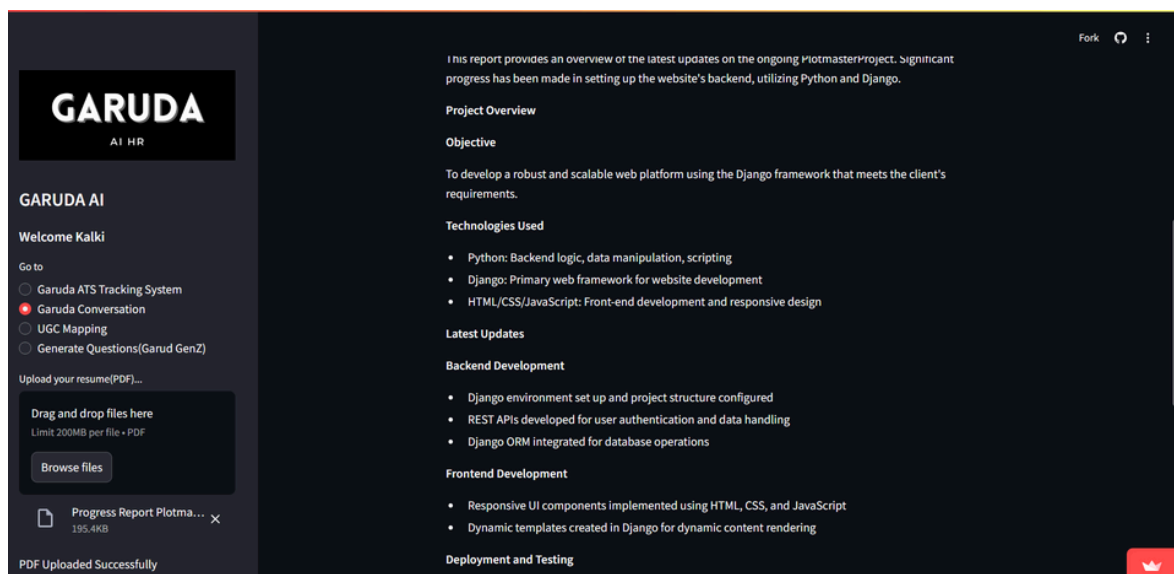 GARUDA
AI HR
GARUDA AI
Welcome Kalki
Go to
Garuda ATS Tracking System
Garuda Conversation
UGC Mapping
Generate Questions(Garud GenZ)
Upload your resume(PDF)...
Drag and drop files here
Limit 200MB per file • PDF
Browse files
Progress Report Plotma...
195.4KB
PDF Uploaded Successfully
Fork
This report provides an overview of the latest updates on the ongoing PlotmasterProject. Significant
progress has been made in setting up the website's backend, utilizing Python and Django.
Project Overview
Objective
To develop a robust and scalable web platform using the Django framework that meets the client's
requirements.
Technologies Used
• Python: Backend logic, data manipulation, scripting
• Django: Primary web framework for website development
• HTML/CSS/JavaScript: Front-end development and responsive design
Latest Updates
Backend Development
• Django environment set up and project structure configured
• REST APIs developed for user authentication and data handling
• Django ORM integrated for database operations
Frontend Development
• Responsive UI components implemented using HTML, CSS, and JavaScript
• Dynamic templates created in Django for dynamic content rendering
Deployment and Testing